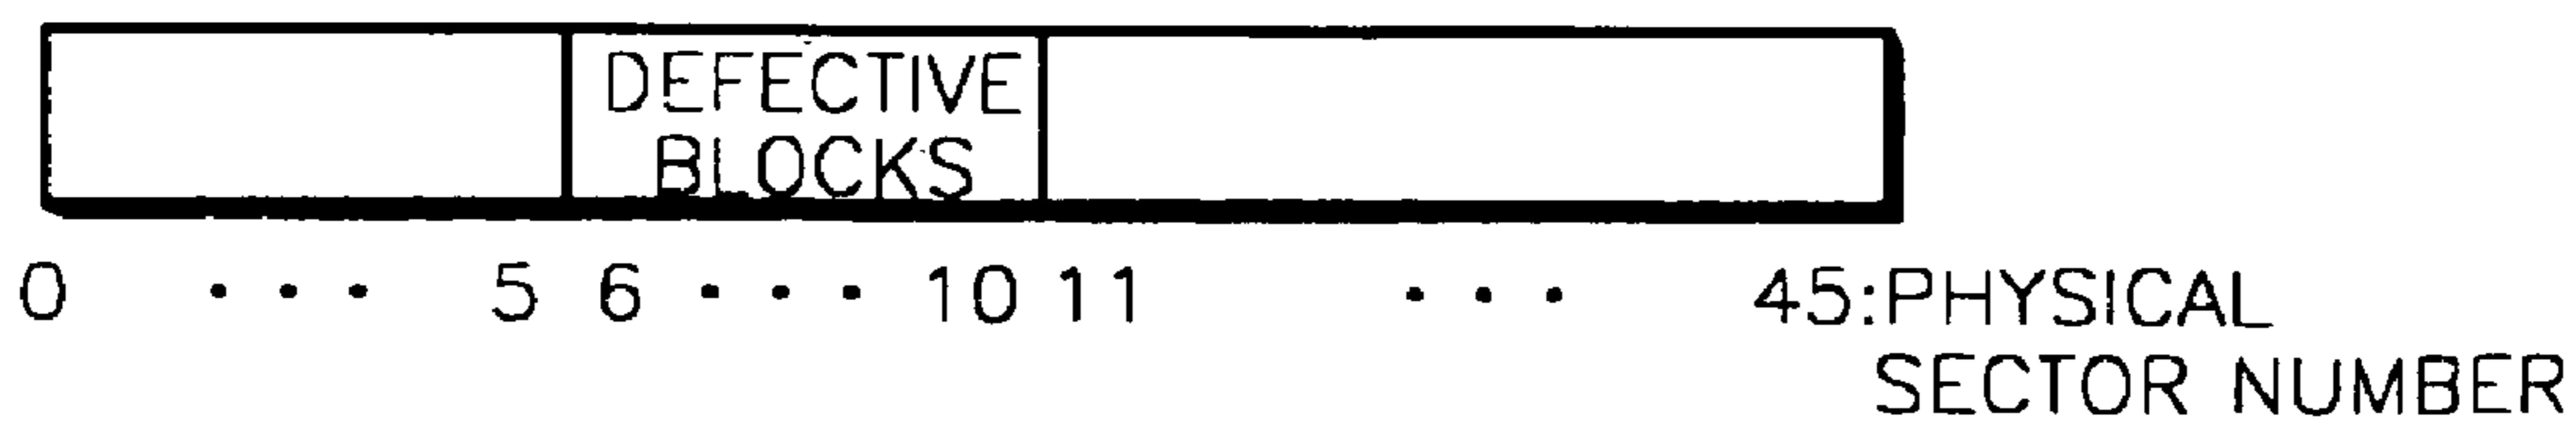 DEFECTIVE
BLOCKS
0 ... 5 6 ... 10 11 ... 45:PHYSICAL
SECTOR NUMBER